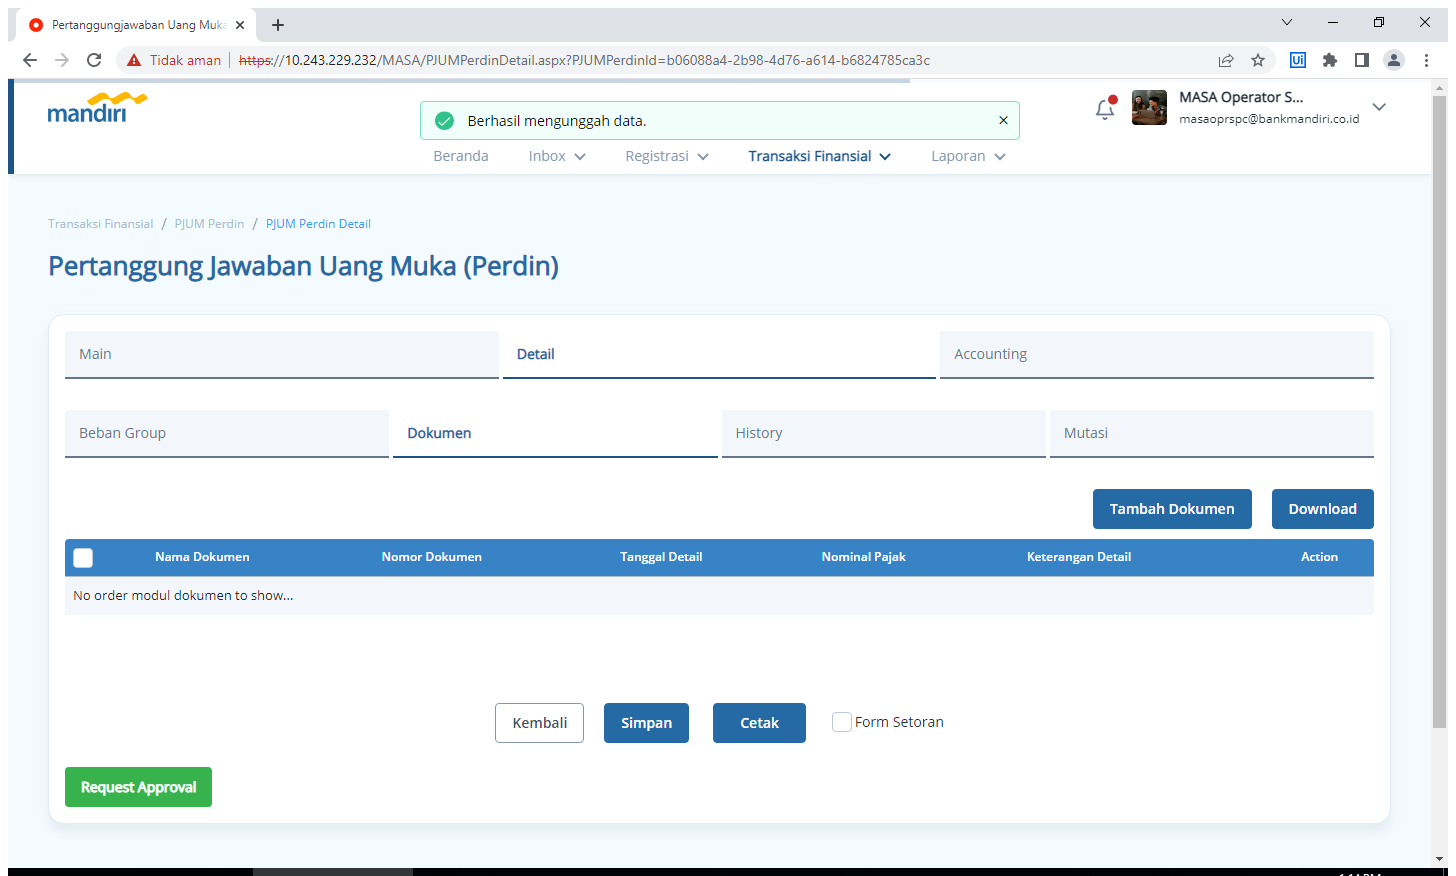 Pertanggungjawaban Uang Muka
Tidak aman
https://10.243.229.232/MASA/PJUMPerdinDetail.aspx?PJUMPerdinId=b06088a4-2b98-4d76-a614-b6824785ca3c
mandiri
Berhasil mengunggah data.
MASA Operator S...
masaoprspc@bankmandiri.co.id
Beranda Inbox Registrasi Transaksi Finansial Laporan
Transaksi Finansial / PJUM Perdin / PJUM Perdin Detail
Pertanggung Jawaban Uang Muka (Perdin)
Main Detail Accounting
Beban Group Dokumen History Mutasi
Tambah Dokumen Download
Nama Dokumen Nomor Dokumen Tanggal Detail Nominal Pajak Keterangan Detail Action
No order modul dokumen to show...
Kembali Simpan Cetak Form Setoran
Request Approval